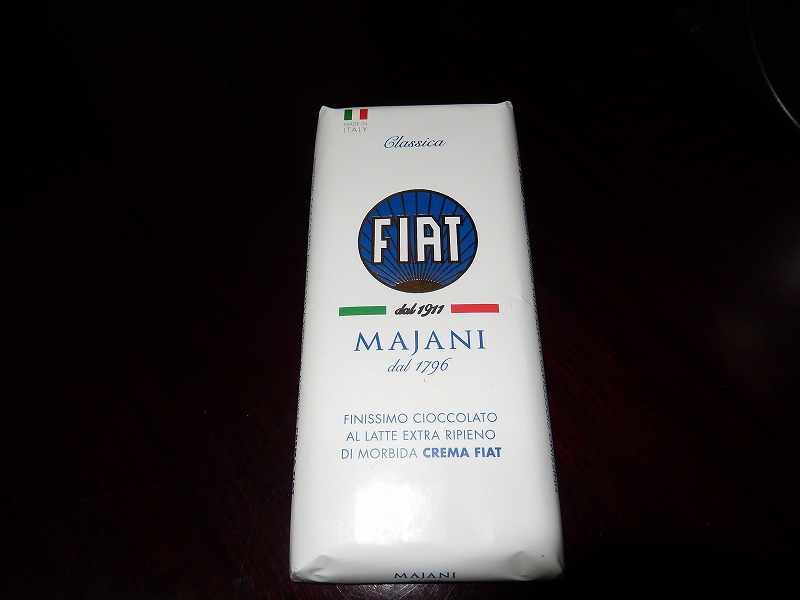 MADE IN
ITALY
Classica
FIAT
dal 1911
MAJANI
dal 1796
FINISSIMO CIOCCOLATO
AL LATTE EXTRA RIPIENO
DI MORBIDA CREMA FIAT
MAJANI